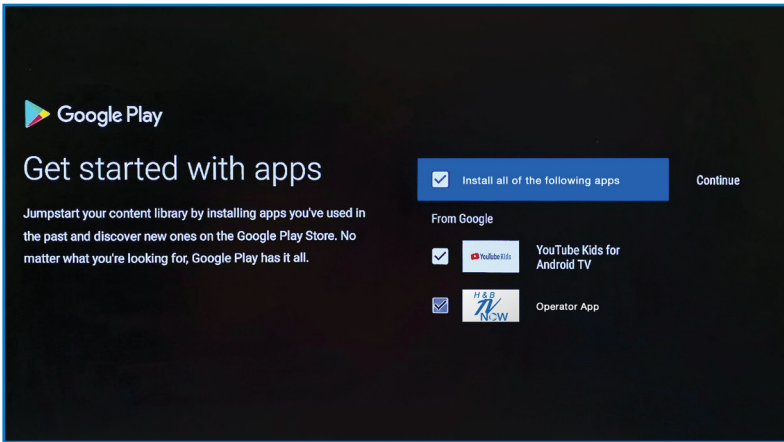 Google Play
Get started with apps
Jumpstart your content library by installing apps you've used in
the past and discover new ones on the Google Play Store. No
matter what you're looking for, Google Play has it all.
Install all of the following apps
Continue
From Google
YouTube Kids
YouTube Kids for
Android TV
H & B
TV
NOW
Operator App